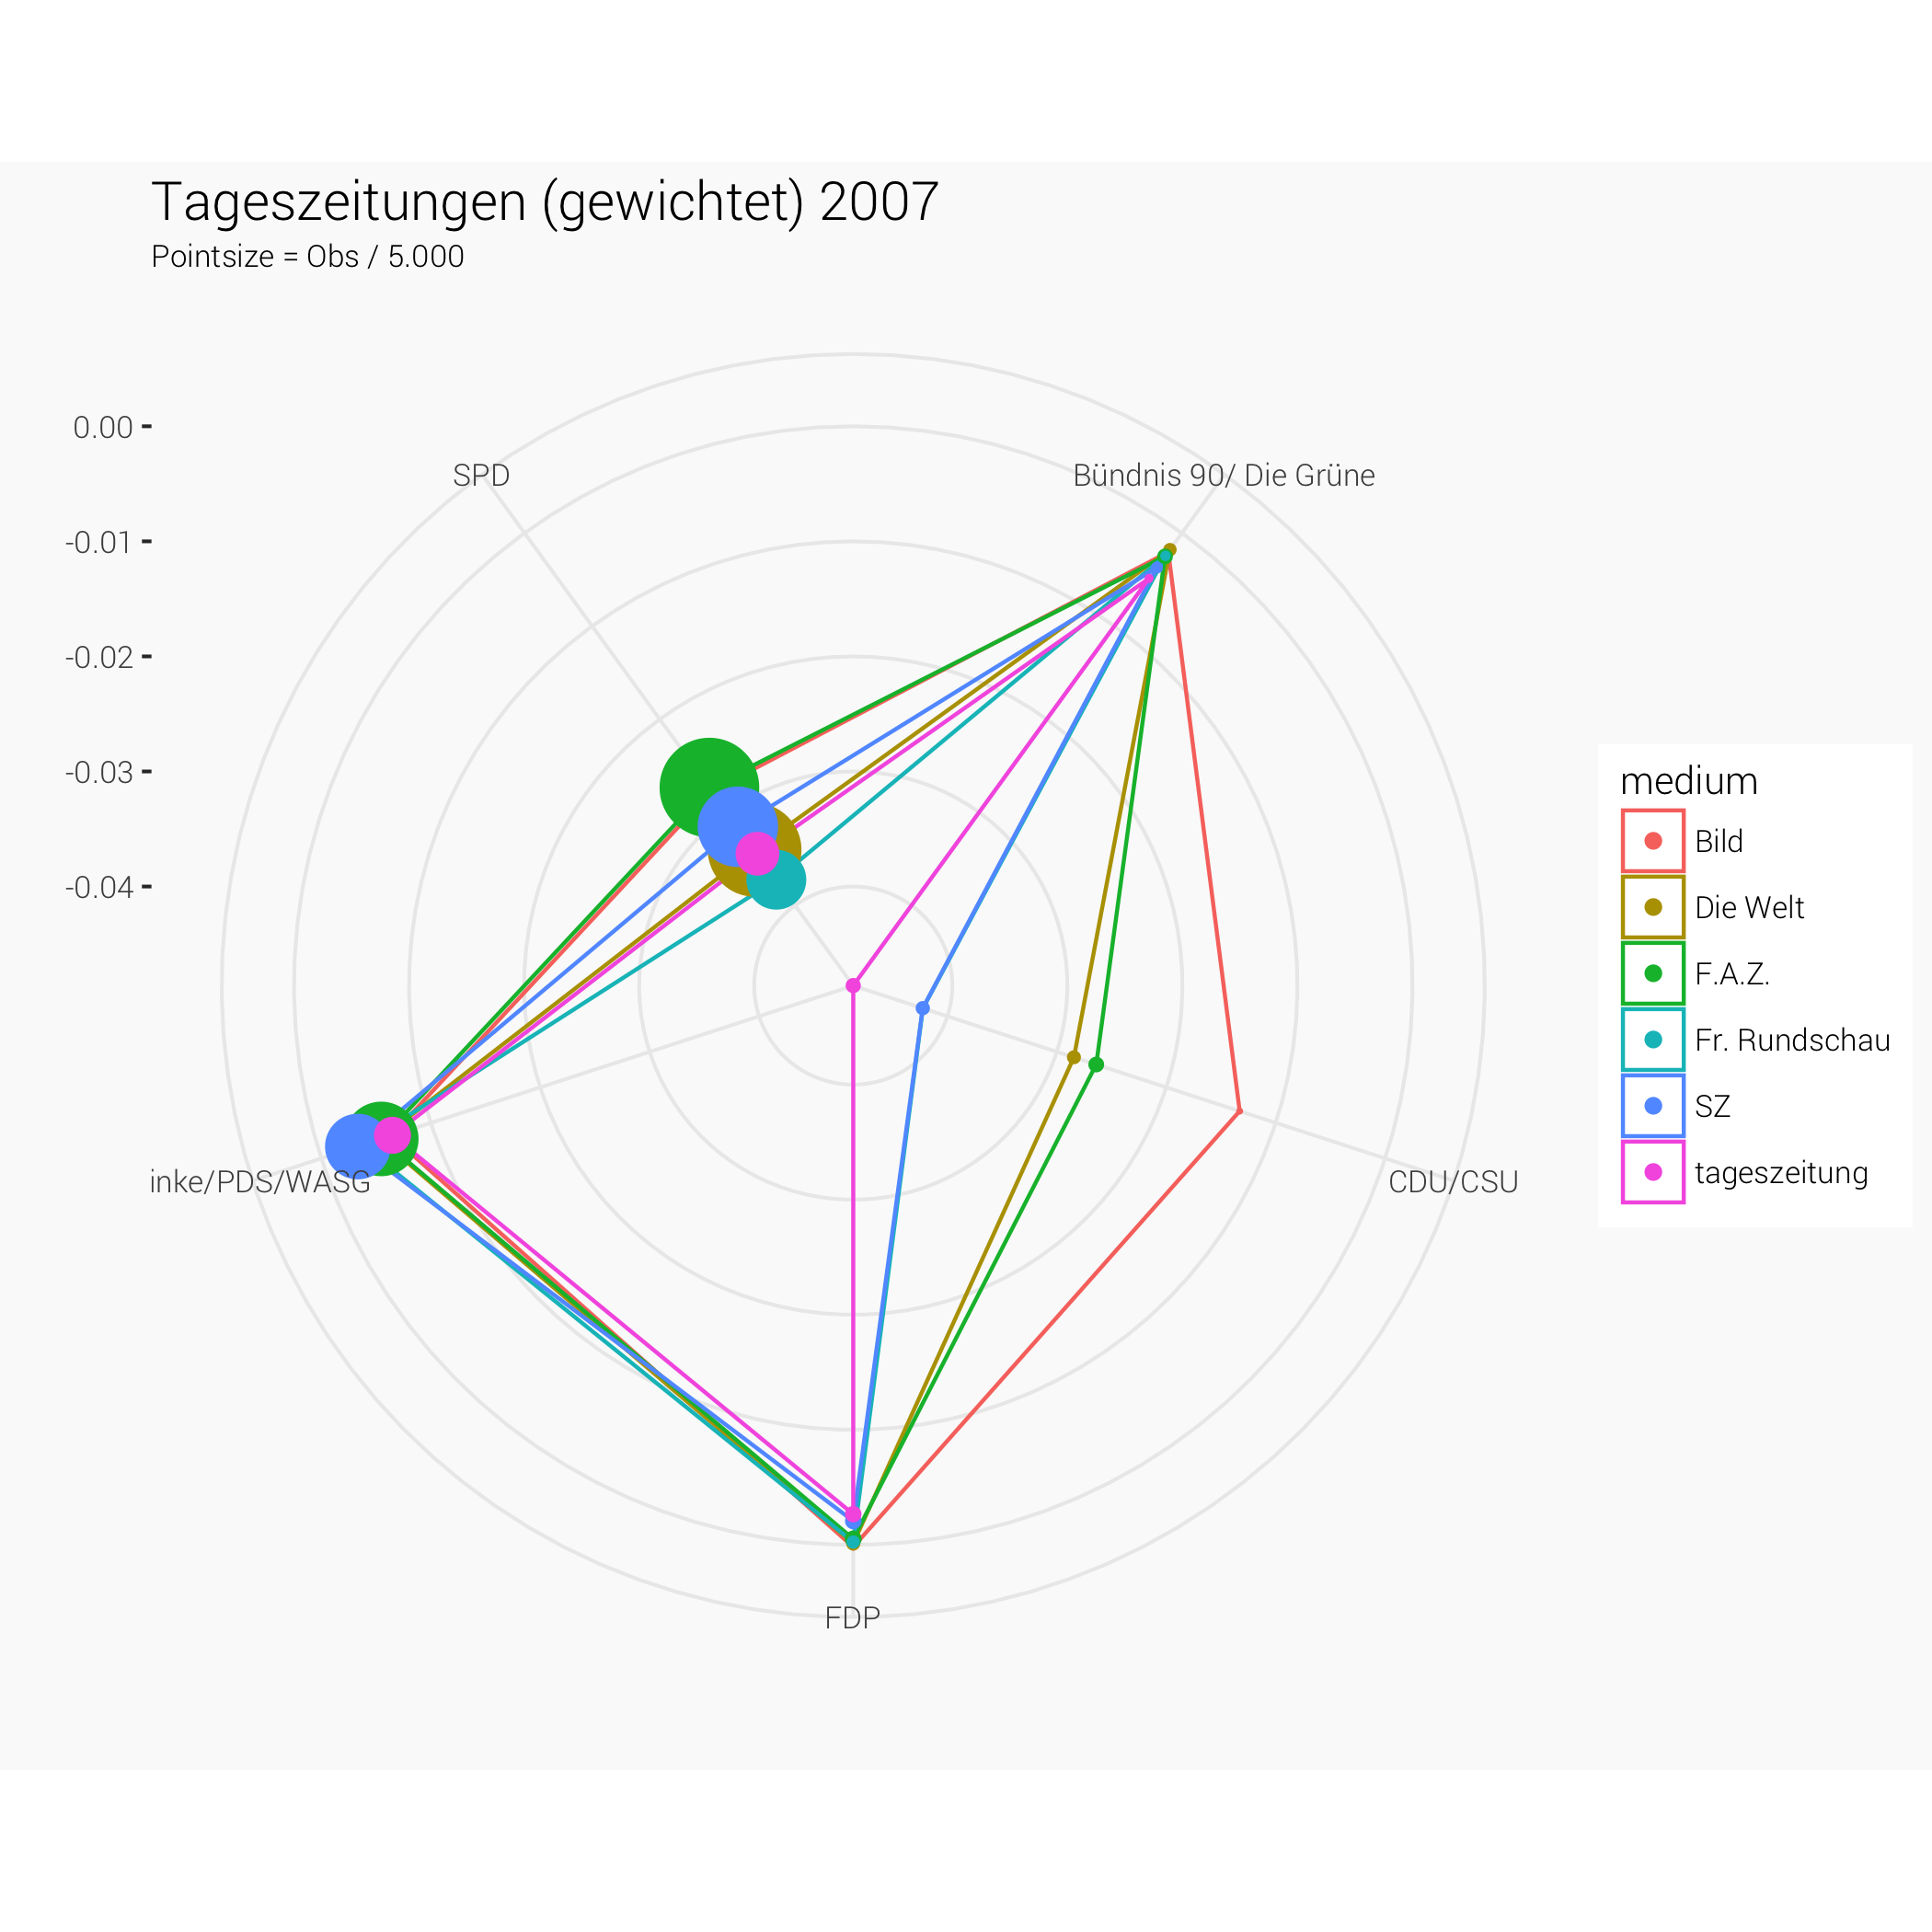 Tageszeitungen (gewichtet) 2007
Pointsize = Obs / 5.000
0.00
-0.01
-0.02
-0.03
-0.04
SPD
Bündnis 90/ Die Grüne
inke/PDS/WASG
CDU/CSU
FDP
medium
Bild
Die Welt
F.A.Z.
Fr. Rundschau
SZ
tageszeitung